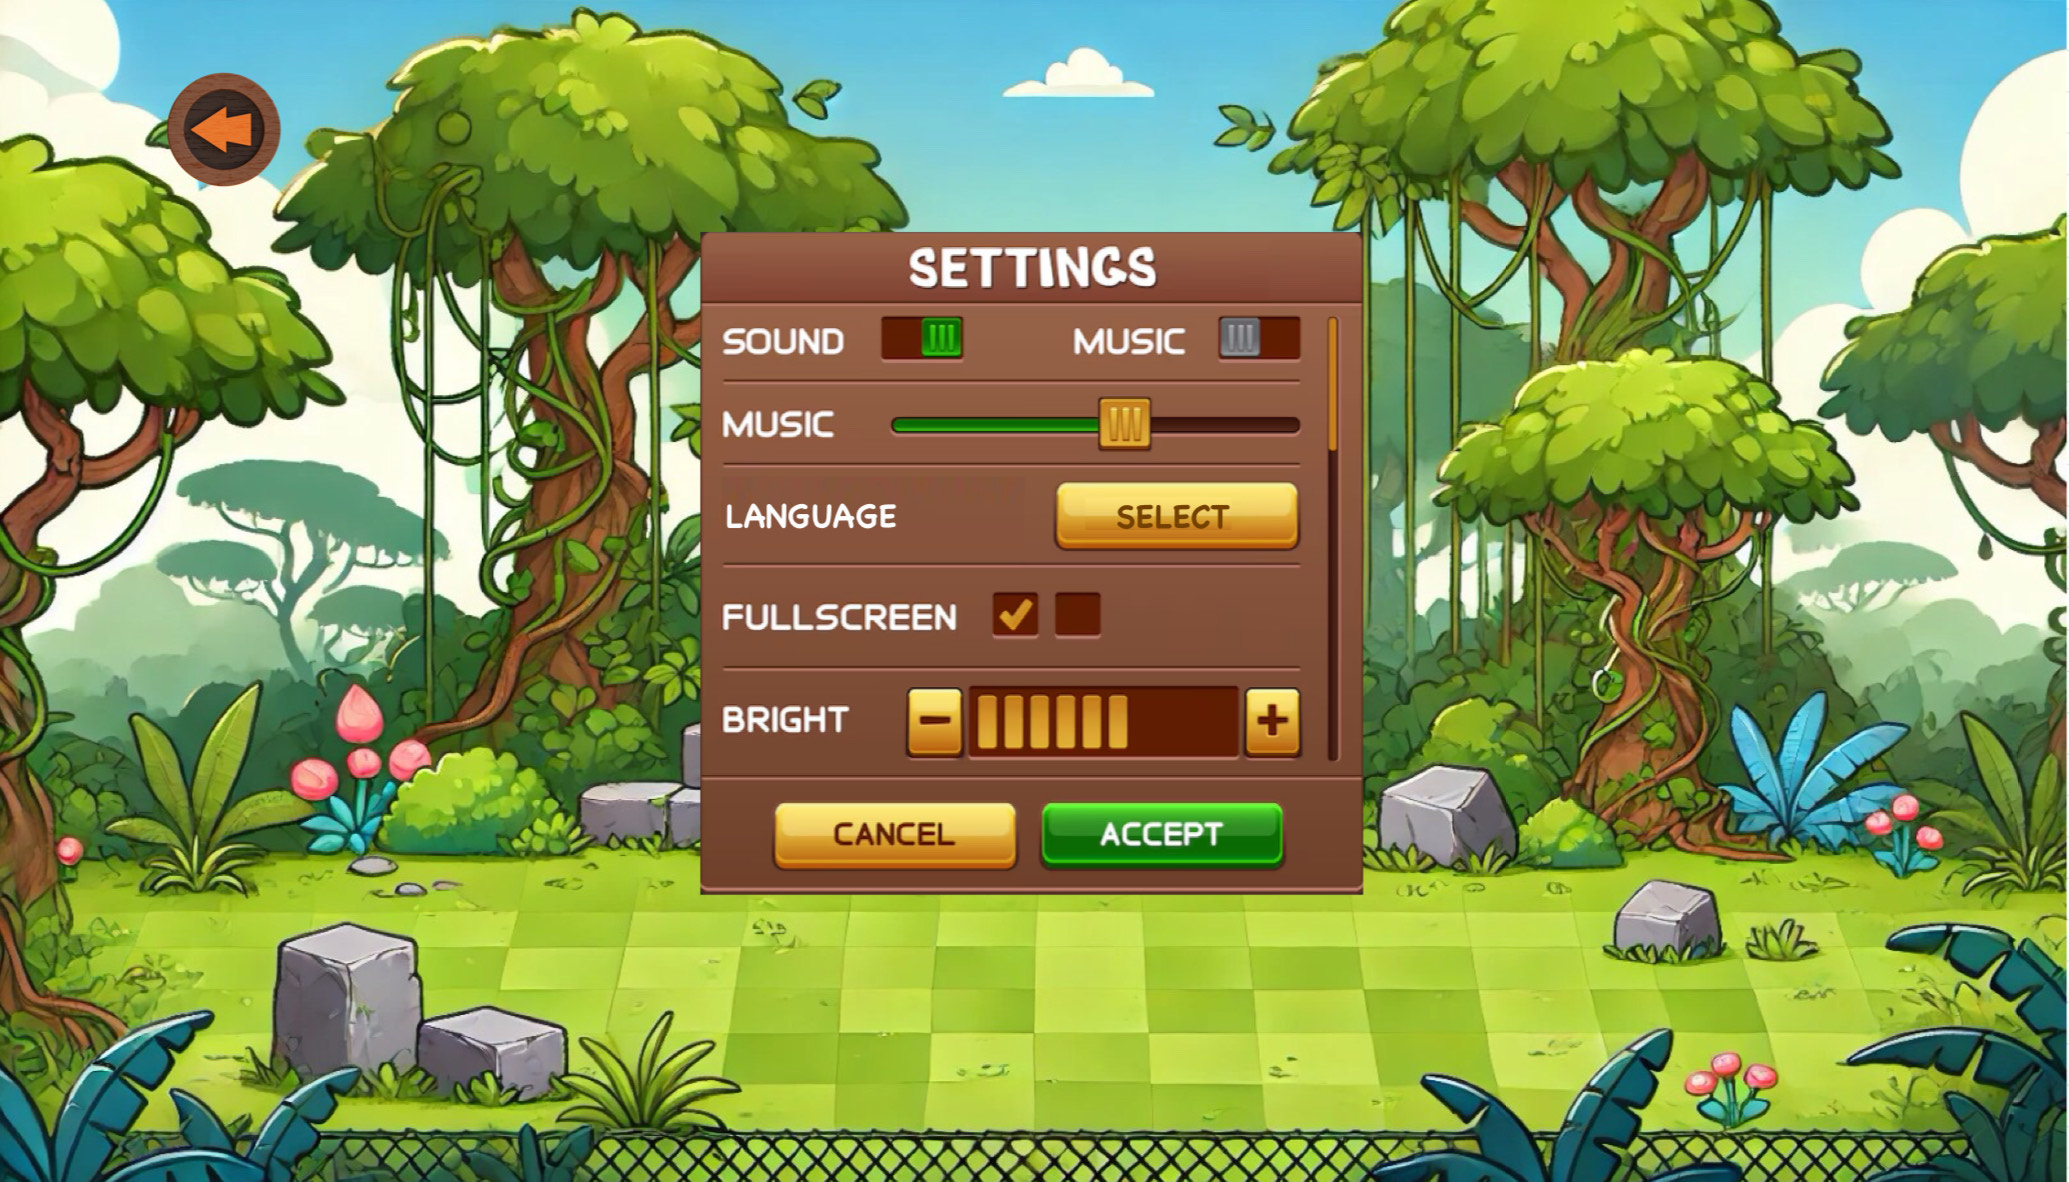 SETTINGS
SOUND MUSIC
MUSIC
LANGUAGE SELECT
FULLSCREEN
BRIGHT − +
CANCEL ACCEPT